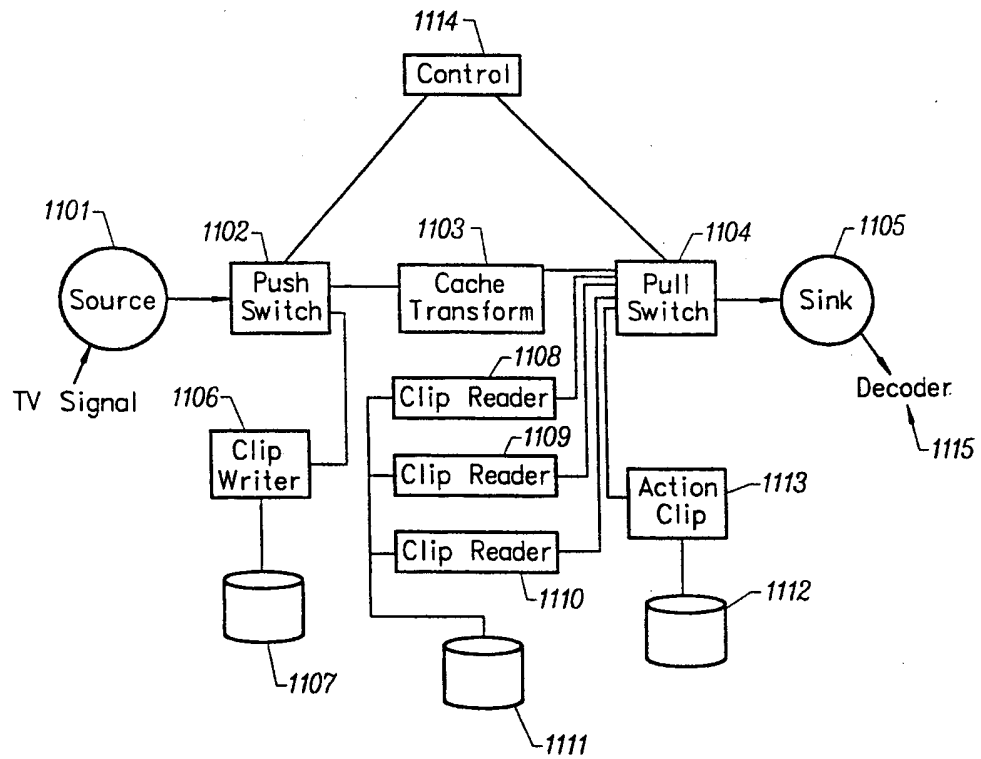 1114
Control
1101
1102
1103
1104
1105
Source
Push
Switch
Cache
Transform
Pull
Switch
Sink
TV Signal
Decoder.
1106
1108
Clip Reader
1115
Clip
Writer
1109
Clip Reader
Action
Clip
1113
Clip Reader
1110
1112
1107
1111